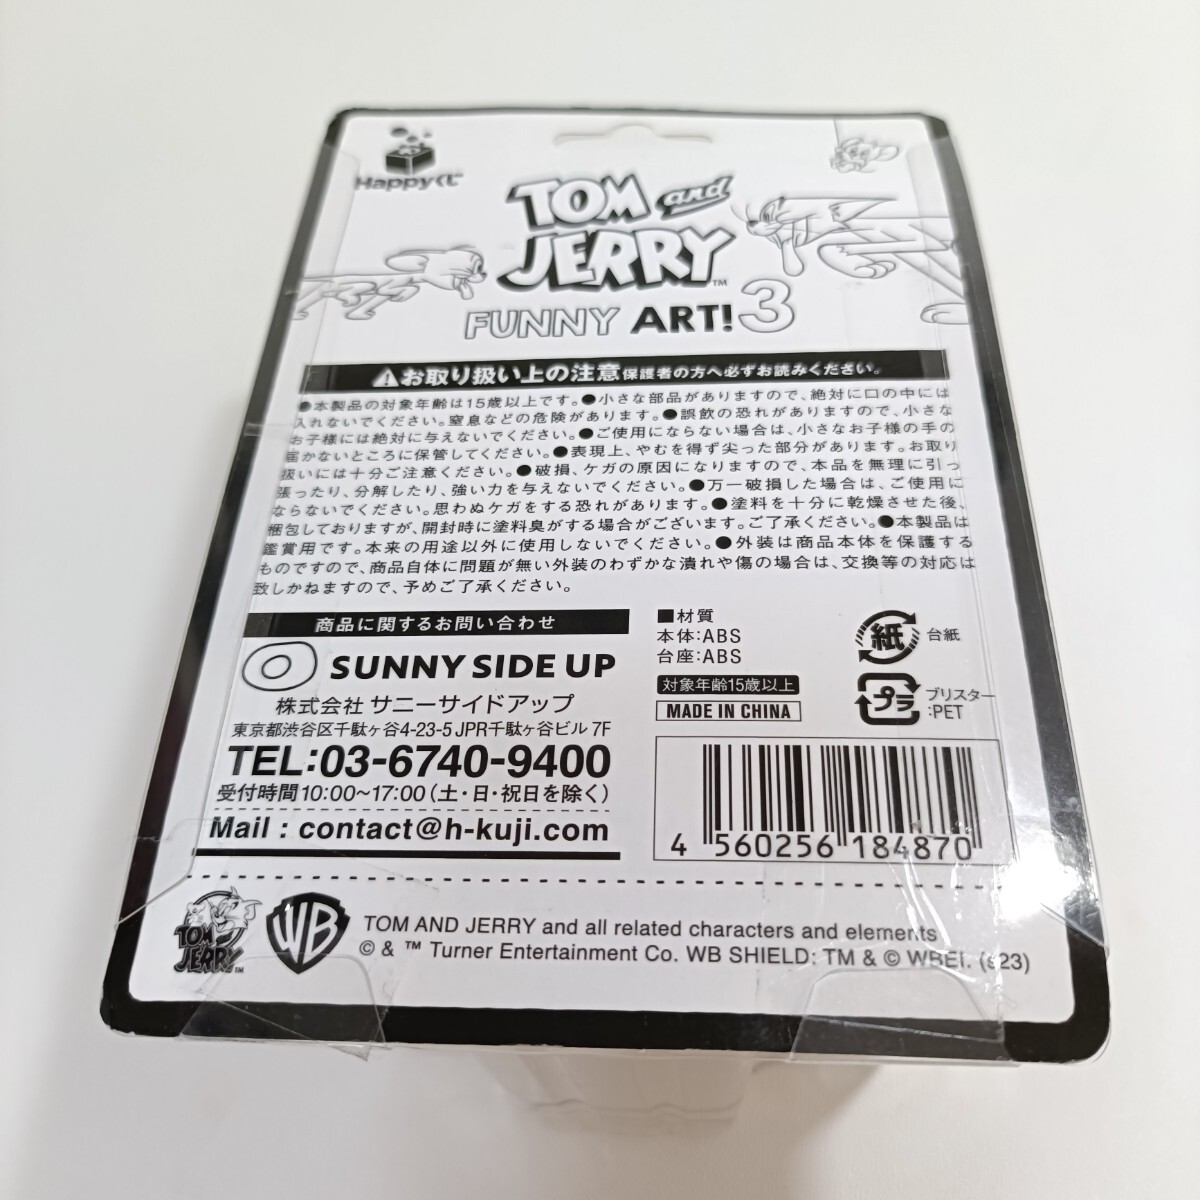 Happyくじ
TOM and
JERRY™
FUNNY ART! 3
⚠お取り扱い上の注意 保護者の方へ必ずお読みください。
●本製品の対象年齢は15歳以上です。●小さな部品がありますので、絶対に口の中には
入れないでください。窒息などの危険があります。●誤飲の恐れがありますので、小さな
お子様には絶対に与えないでください。●ご使用にならない場合は、小さなお子様の手の
届かないところに保管してください。●表現上、やむを得ず尖った部分があります。お取り
扱いには十分ご注意ください。●破損、ケガの原因になりますので、本品を無理に引っ
張ったり、分解したり、強い力を与えないでください。●万一破損した場合は、ご使用に
ならないでください。思わぬケガをする恐れがあります。●塗料を十分に乾燥させた後、
梱包しておりますが、開封時に塗料臭がする場合がございます。ご了承ください。●本製品は
鑑賞用です。本来の用途以外に使用しないでください。●外装は商品本体を保護する
ものですので、商品自体に問題が無い外装のわずかな潰れや傷の場合は、交換等の対応は
致しかねますので、予めご了承ください。
商品に関するお問い合わせ
SUNNY SIDE UP
株式会社 サニーサイドアップ
東京都渋谷区千駄ヶ谷4-23-5 JPR千駄ヶ谷ビル 7F
TEL:03-6740-9400
受付時間 10:00〜17:00(土・日・祝日を除く)
Mail : contact@h-kuji.com
■材質
本体:ABS
台座:ABS
対象年齢15歳以上
MADE IN CHINA
紙 台紙
プラ ブリスター
:PET
4 560256 184870
TOM and
JERRY™
WB
TOM AND JERRY and all related characters and elements
© & ™ Turner Entertainment Co. WB SHIELD: TM & © WBEI. (s23)